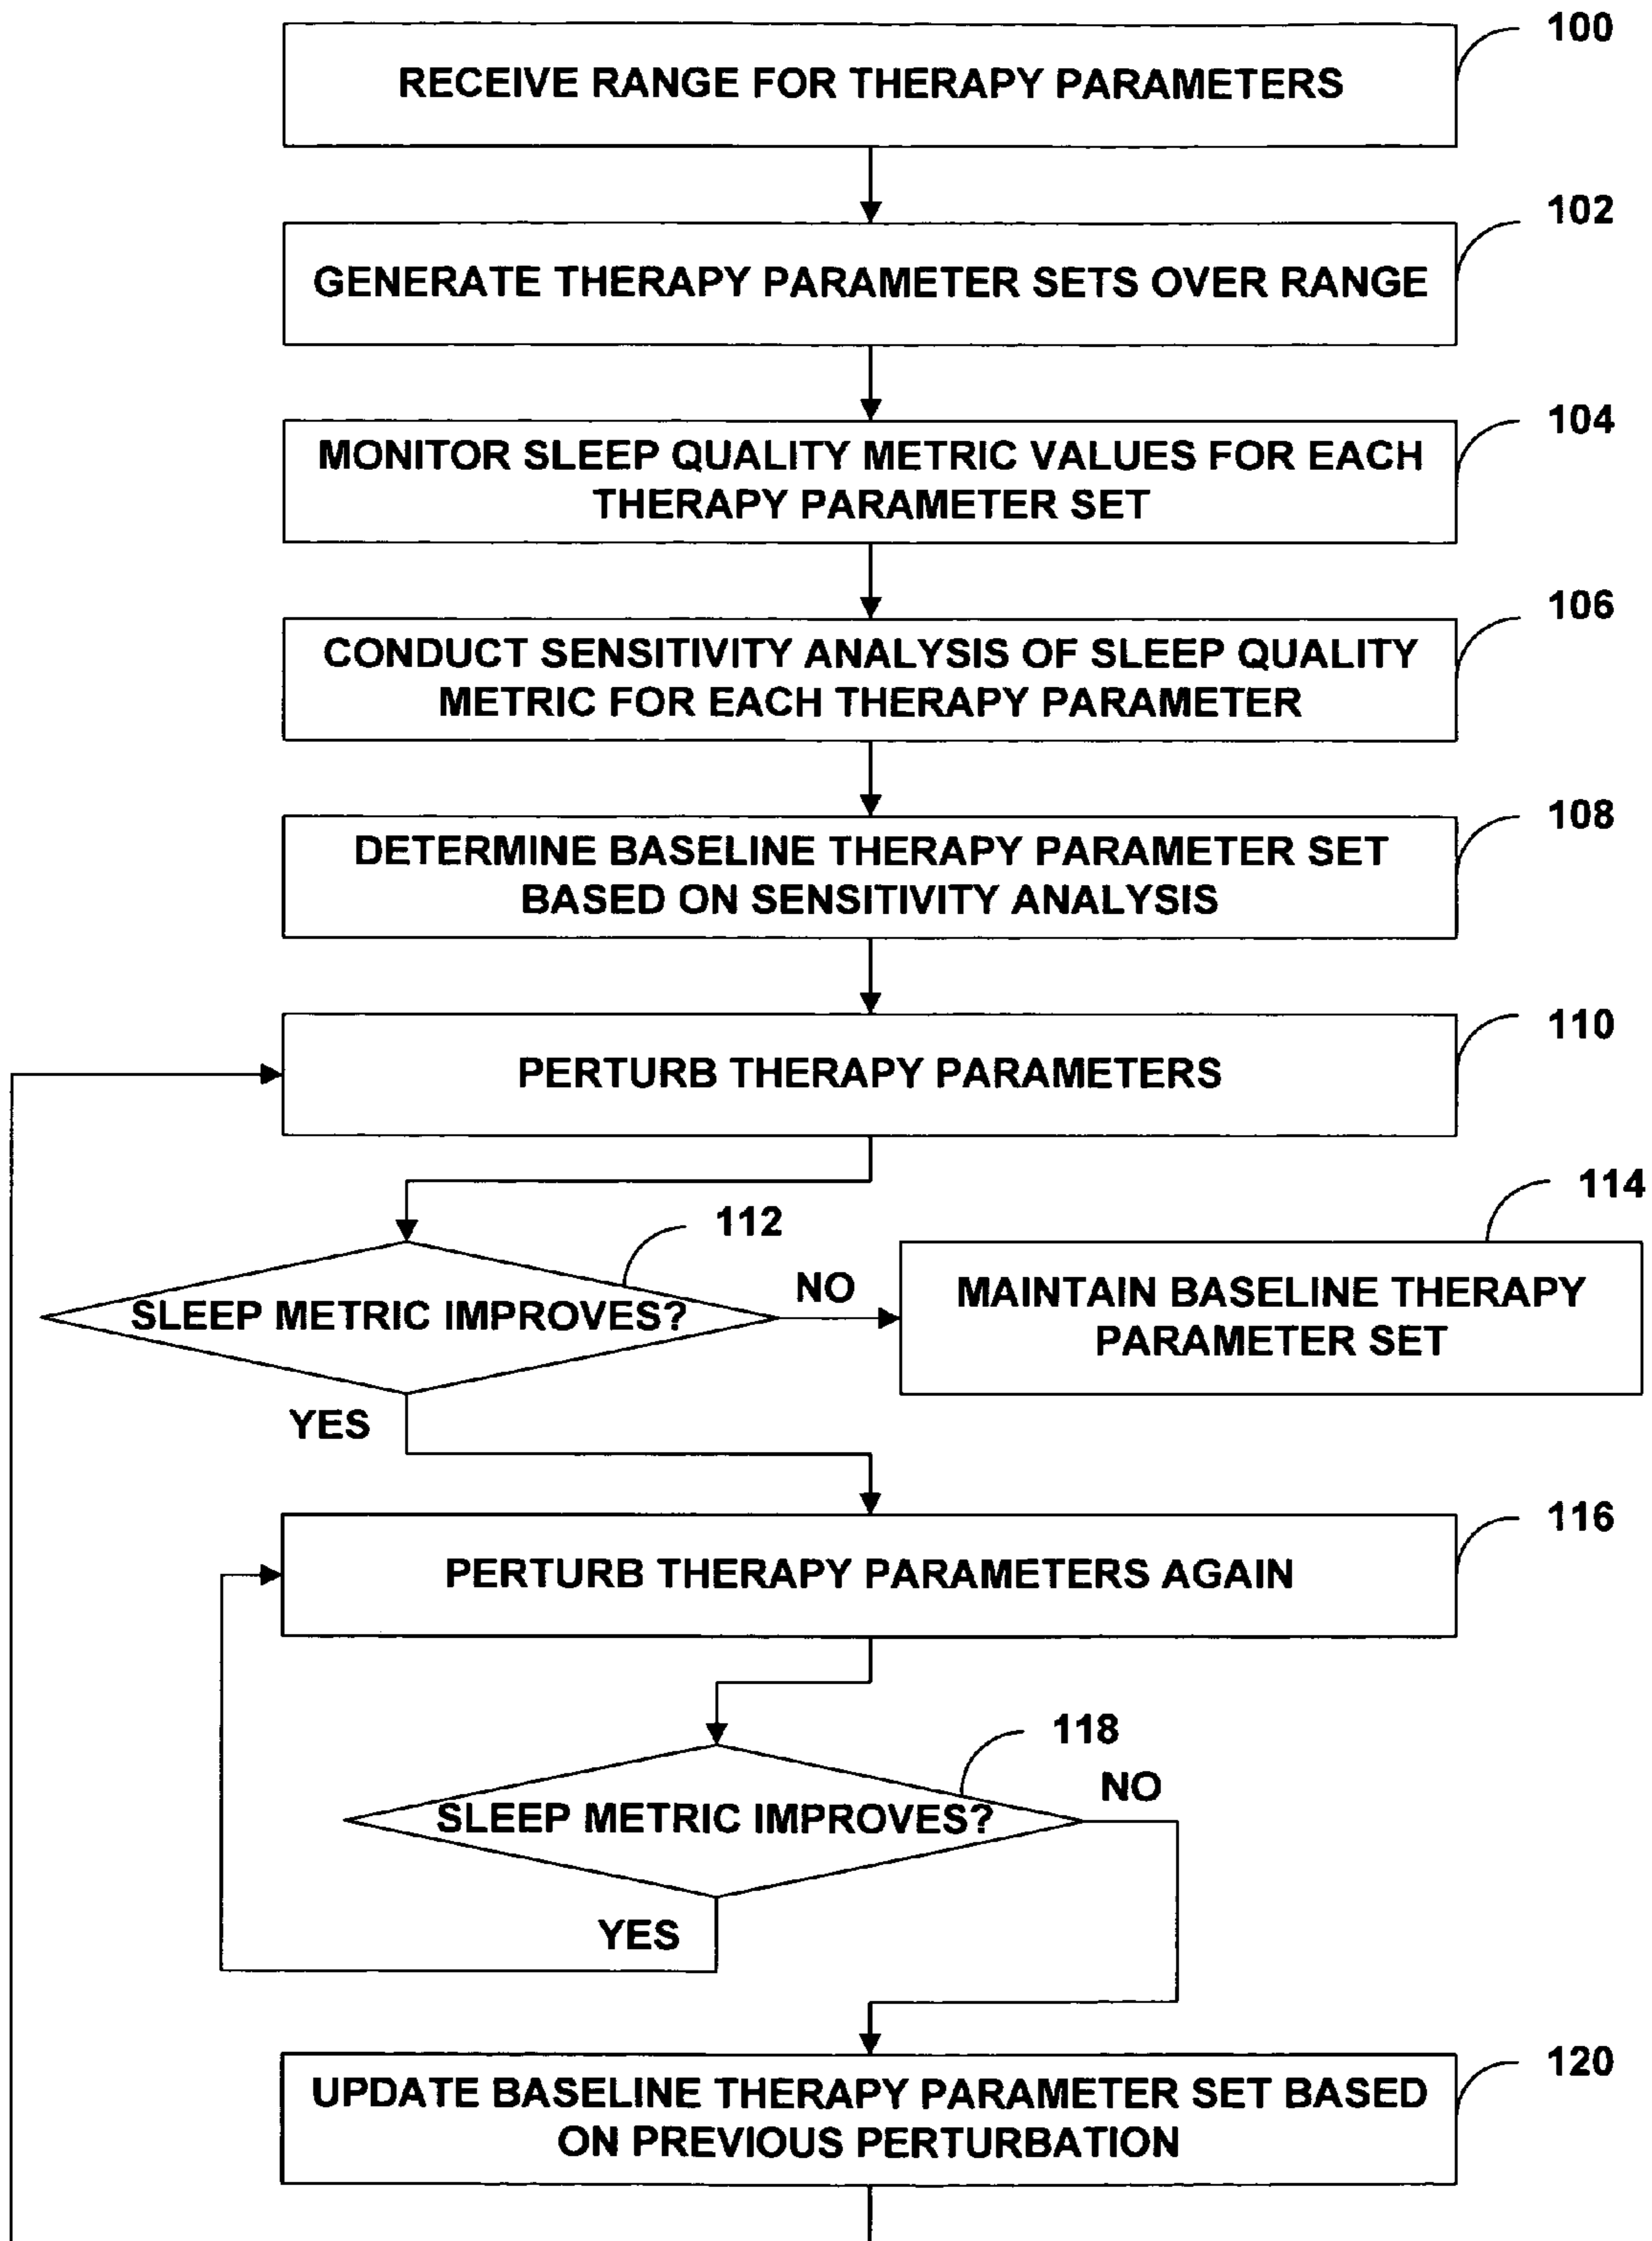 100
RECEIVE RANGE FOR THERAPY PARAMETERS
102
GENERATE THERAPY PARAMETER SETS OVER RANGE
104
MONITOR SLEEP QUALITY METRIC VALUES FOR EACH
THERAPY PARAMETER SET
106
CONDUCT SENSITIVITY ANALYSIS OF SLEEP QUALITY
METRIC FOR EACH THERAPY PARAMETER
108
DETERMINE BASELINE THERAPY PARAMETER SET
BASED ON SENSITIVITY ANALYSIS
110
PERTURB THERAPY PARAMETERS
112
SLEEP METRIC IMPROVES?
NO
114
MAINTAIN BASELINE THERAPY
PARAMETER SET
YES
116
PERTURB THERAPY PARAMETERS AGAIN
118
SLEEP METRIC IMPROVES?
NO
YES
120
UPDATE BASELINE THERAPY PARAMETER SET BASED
ON PREVIOUS PERTURBATION